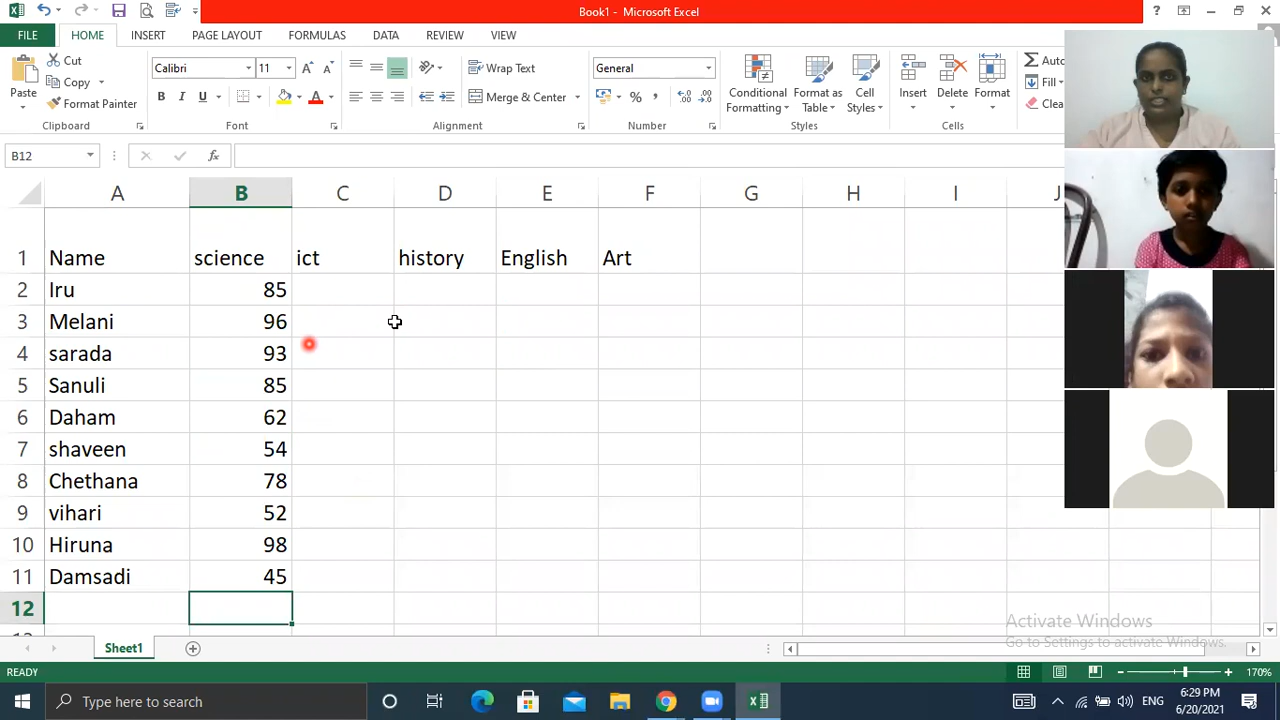 Book1 - Microsoft Excel
FILE HOME INSERT PAGE LAYOUT FORMULAS DATA REVIEW VIEW
Cut
Copy
Format Painter
Paste
Clipboard
Calibri 11
B I U A
Font
Wrap Text
Merge & Center
Alignment
General
% ,
Number
Conditional Formatting
Format as Table
Cell Styles
Styles
Insert Delete Format
Cells
Auto
Fill
Clea
B12 fx
A B C D E F G H I J
1 Name science ict history English Art
2 Iru 85
3 Melani 96
4 sarada 93
5 Sanuli 85
6 Daham 62
7 shaveen 54
8 Chethana 78
9 vihari 52
10 Hiruna 98
11 Damsadi 45
12
Activate Windows
Go to Settings to activate Windows.
Sheet1
READY 170%
Type here to search
ENG
6:29 PM
6/20/2021